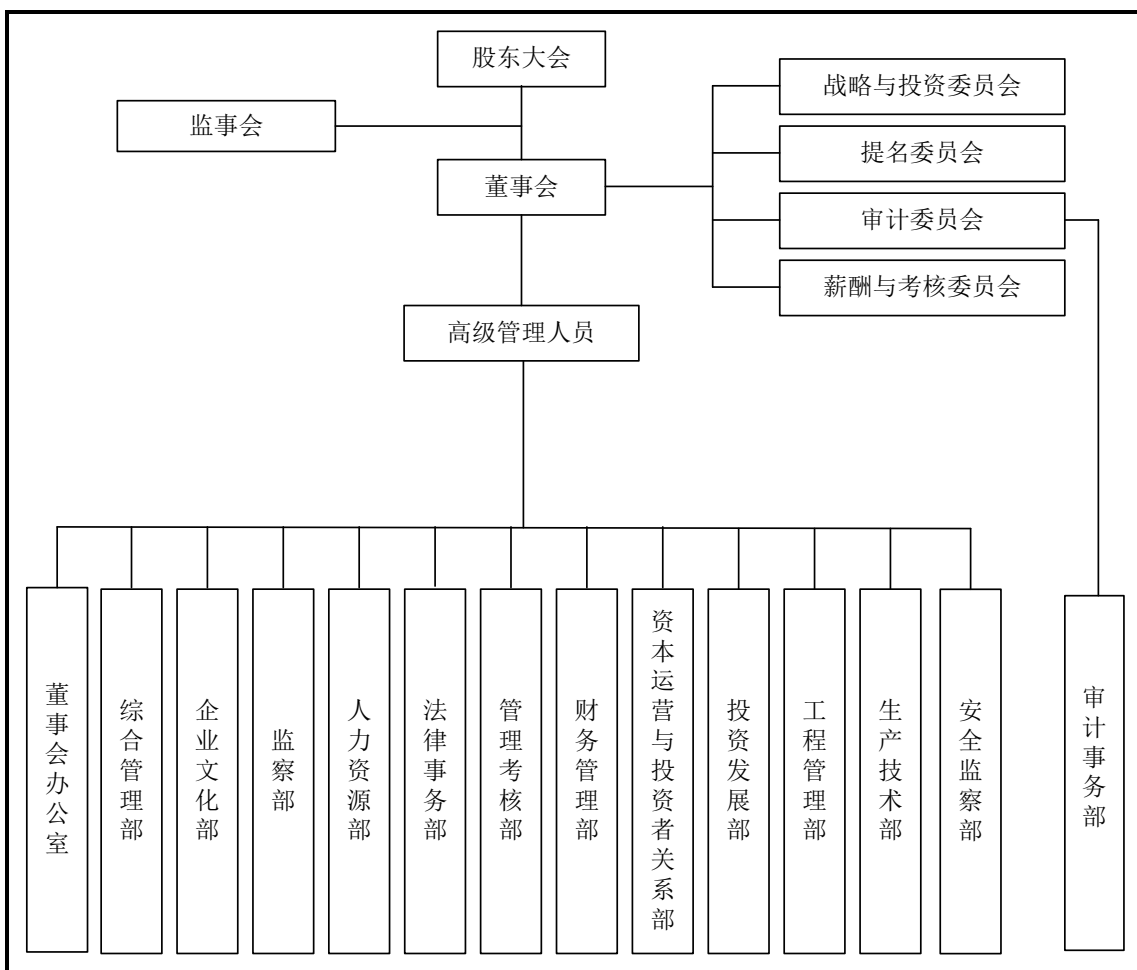 股东大会
战略与投资委员会
监事会
提名委员会
董事会
审计委员会
薪酬与考核委员会
高级管理人员
董事会办公室
综合管理部
企业文化部
监察部
人力资源部
法律事务部
管理考核部
财务管理部
资本运营与投资者关系部
投资发展部
工程管理部
生产技术部
安全监察部
审计事务部